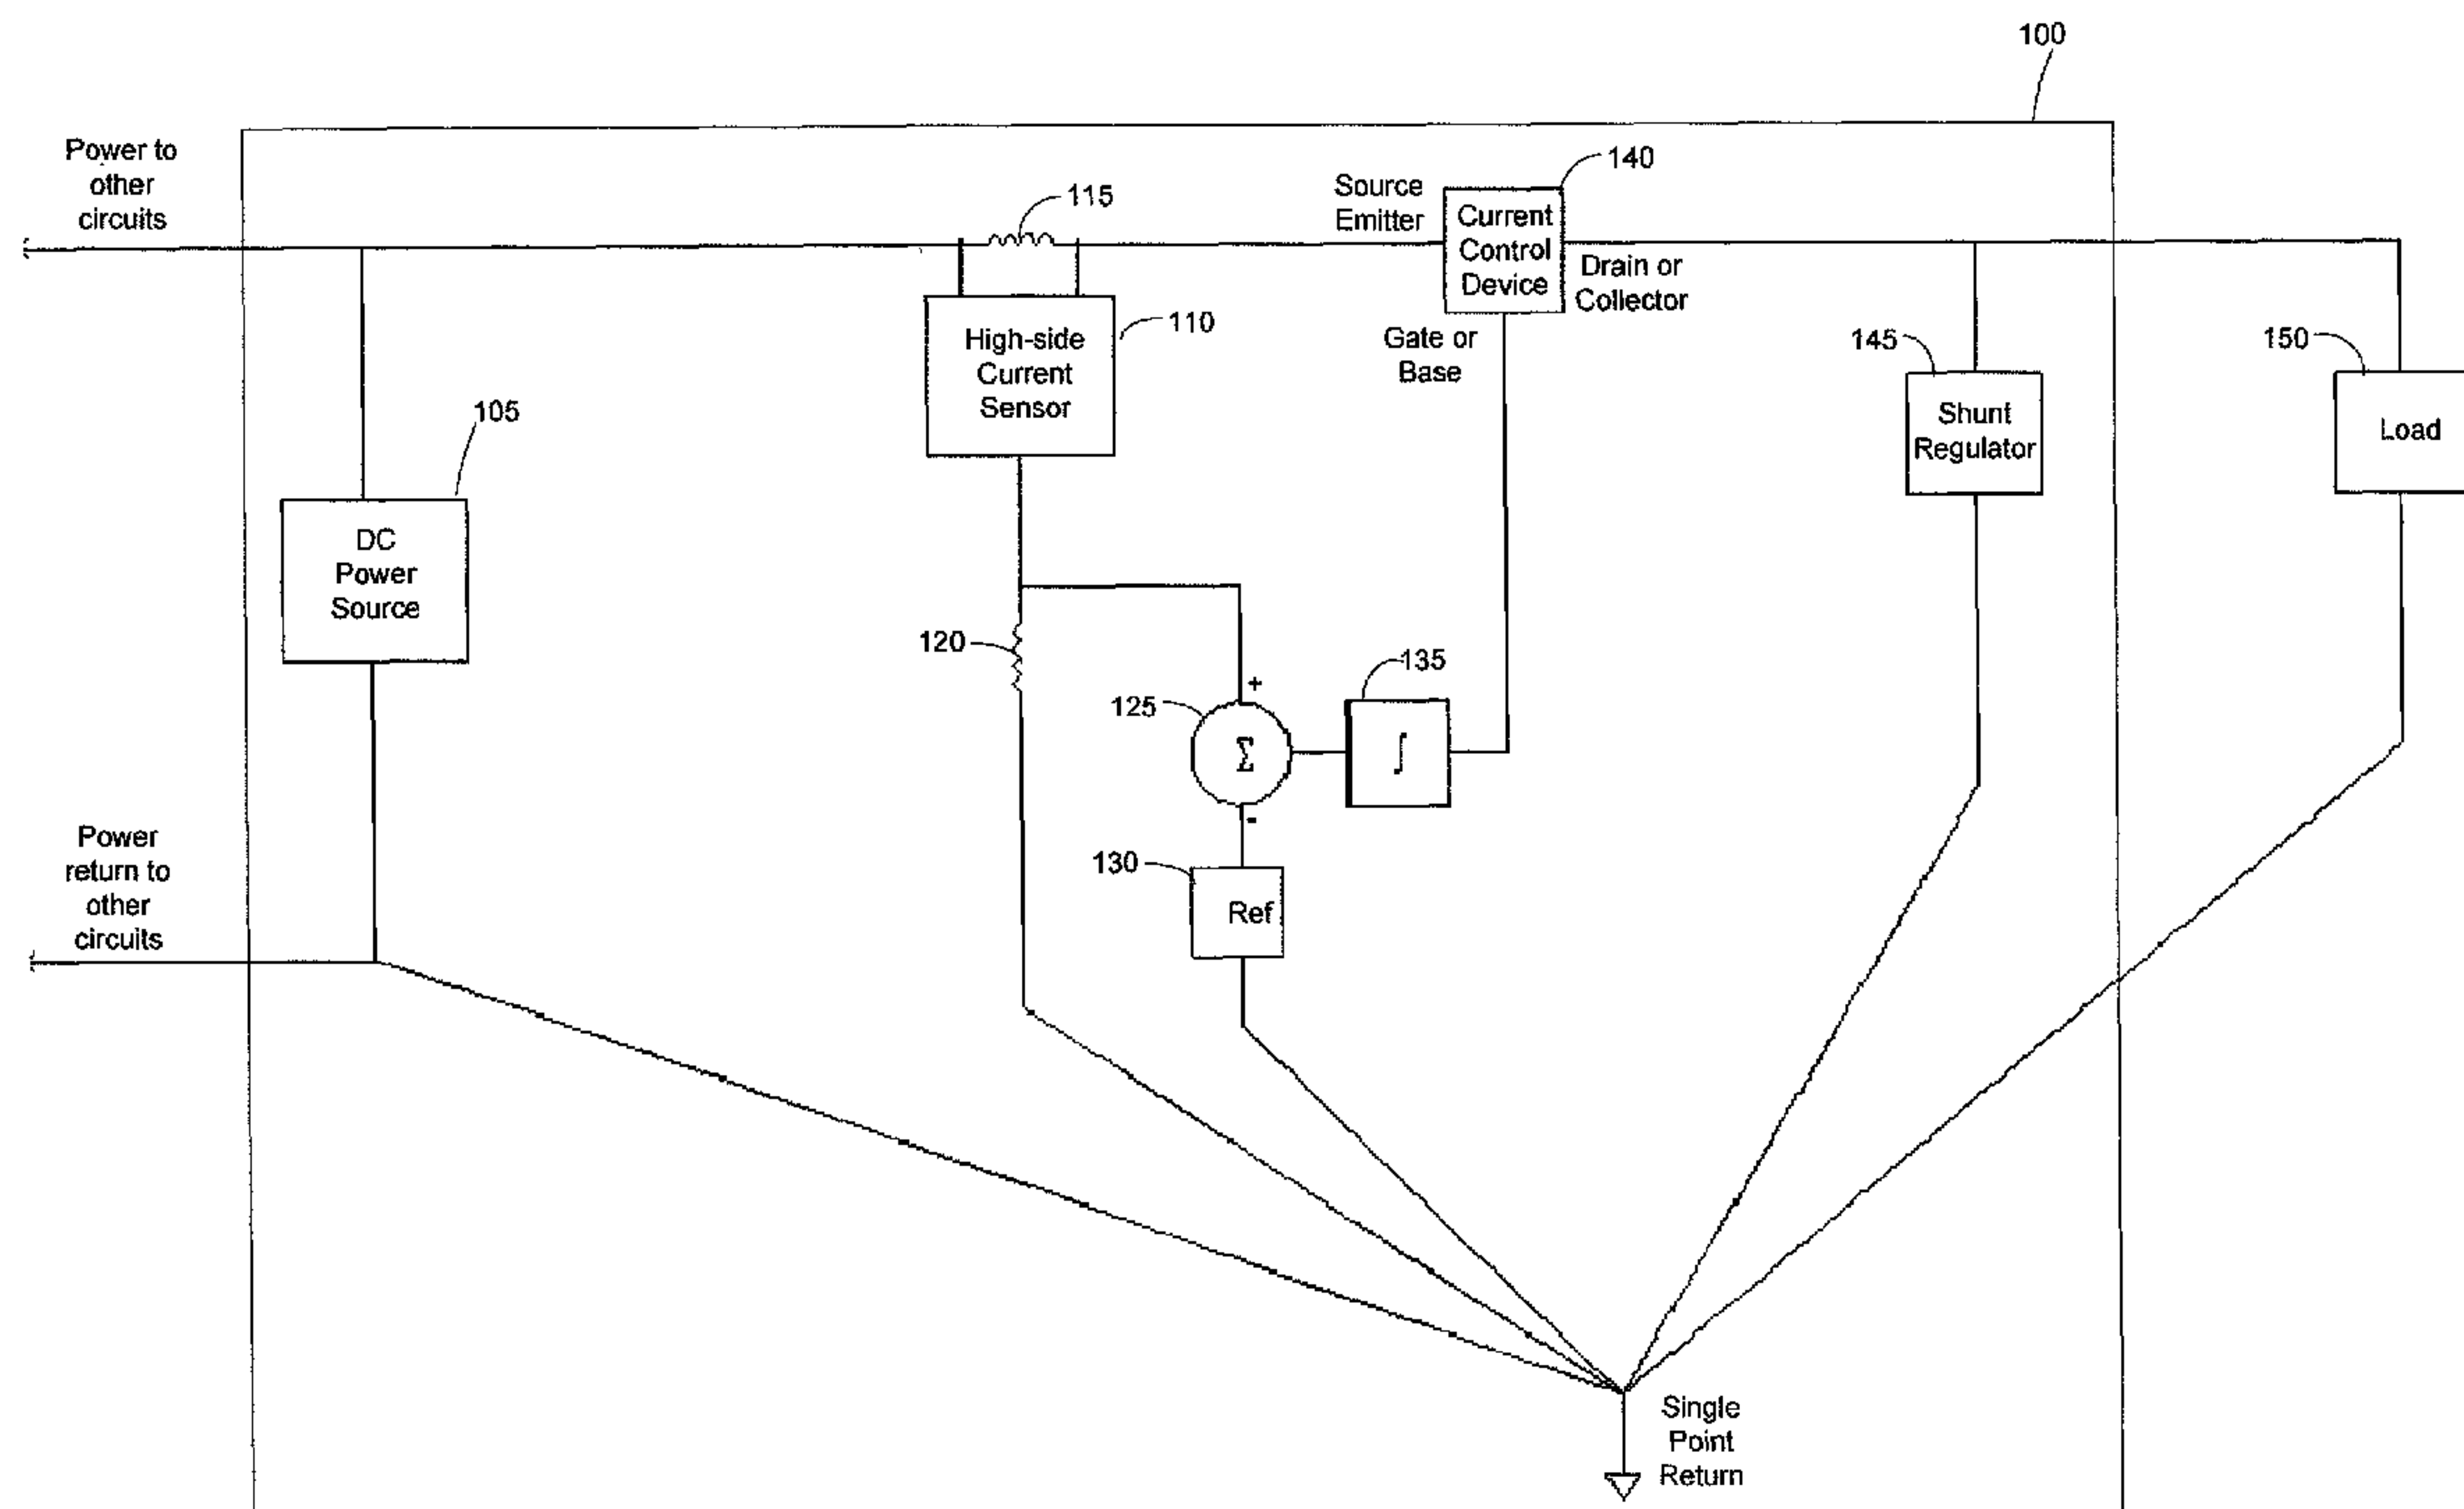 100
Power to
other
circuits
115
Source
Emitter
140
Current
Control
Device
Drain or
Collector
Gate or
Base
High-side
Current
Sensor
110
145
Shunt
Regulator
150
Load
105
DC
Power
Source
120
125
+
Σ
-
135
∫
130
Ref
Power
return to
other
circuits
Single
Point
Return